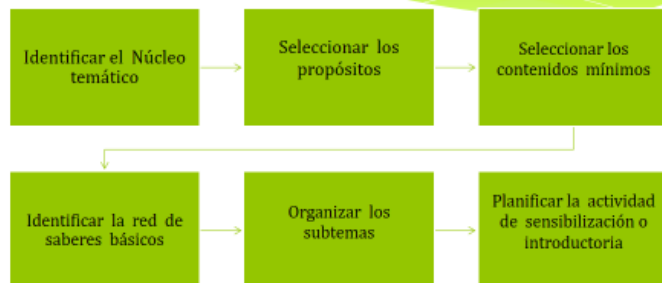 Identificar el Núcleo
temático
Seleccionar los
propósitos
Seleccionar los
contenidos mínimos
Identificar la red de
saberes básicos
Organizar los
subtemas
Planificar la actividad
de sensibilización o
introductoria